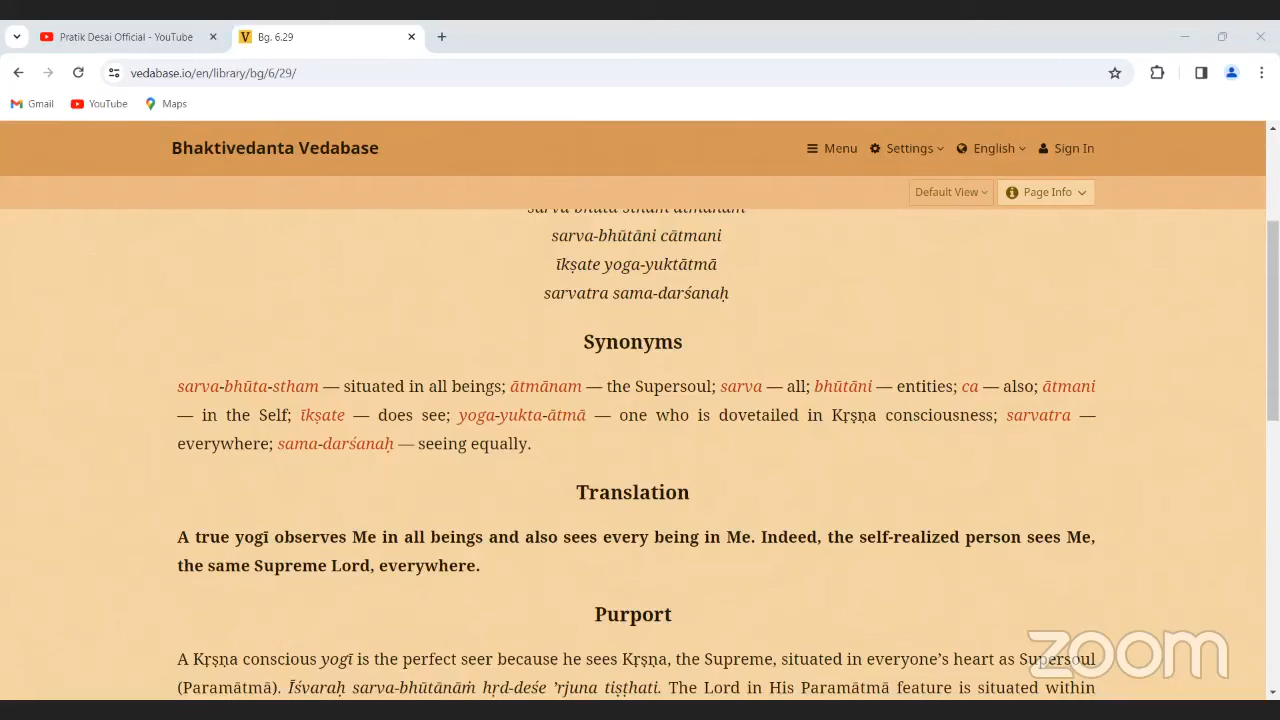 Pratik Desai Official - YouTube
Bg. 6.29
vedabase.io/en/library/bg/6/29/
Gmail YouTube Maps
Bhaktivedanta Vedabase
Menu Settings English Sign In
Default View Page Info
sarva-bhūta-stham ātmānaṁ
sarva-bhūtāni cātmani
īkṣate yoga-yuktātmā
sarvatra sama-darśanaḥ
Synonyms
sarva-bhūta-stham — situated in all beings; ātmānam — the Supersoul; sarva — all; bhūtāni — entities; ca — also; ātmani
— in the Self; īkṣate — does see; yoga-yukta-ātmā — one who is dovetailed in Kṛṣṇa consciousness; sarvatra —
everywhere; sama-darśanaḥ — seeing equally.
Translation
A true yogī observes Me in all beings and also sees every being in Me. Indeed, the self-realized person sees Me,
the same Supreme Lord, everywhere.
Purport
A Kṛṣṇa conscious yogī is the perfect seer because he sees Kṛṣṇa, the Supreme, situated in everyone’s heart as Supersoul
(Paramātmā). Īśvaraḥ sarva-bhūtānāṁ hṛd-deśe ’rjuna tiṣṭhati. The Lord in His Paramātmā feature is situated within
zoom